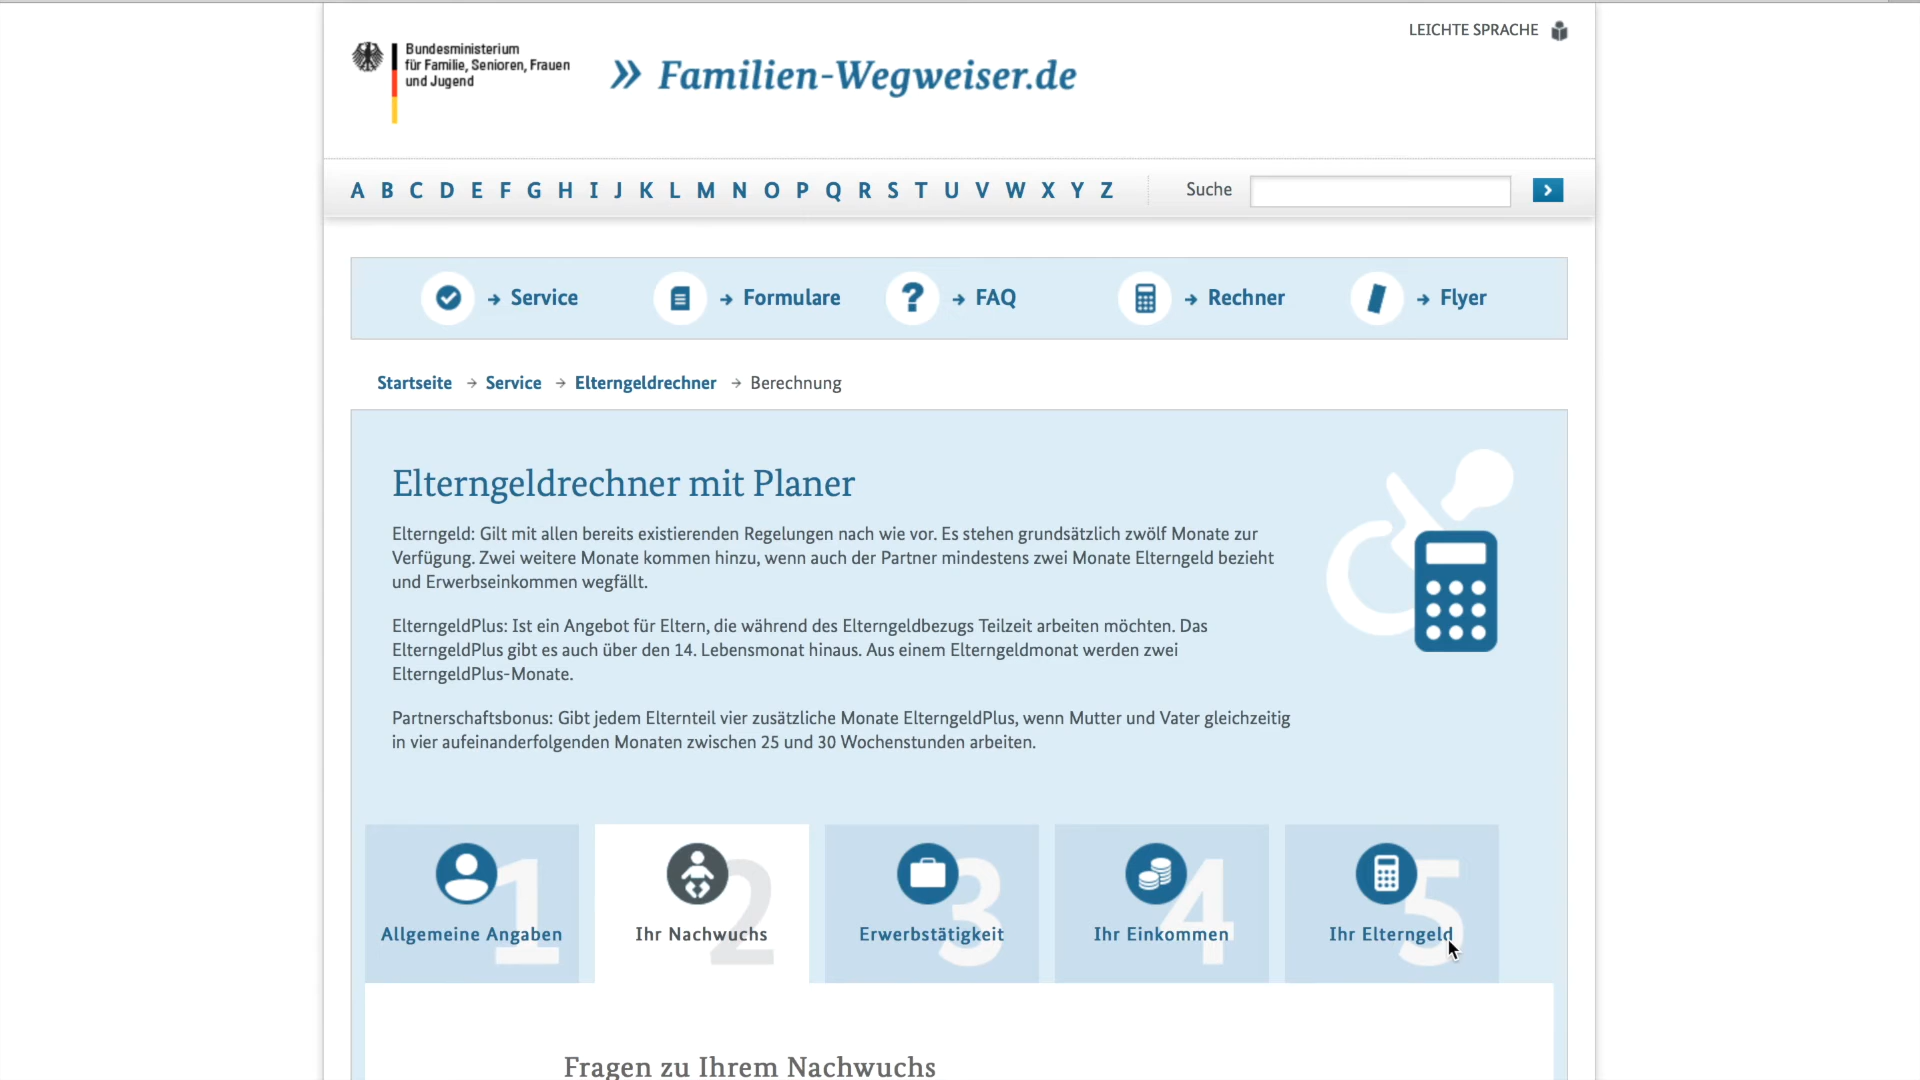 LEICHTE SPRACHE
Bundesministerium
für Familie, Senioren, Frauen
und Jugend
» Familien-Wegweiser.de
A B C D E F G H I J K L M N O P Q R S T U V W X Y Z
Suche
Service
Formulare
? FAQ
Rechner
Flyer
Startseite → Service → Elterngeldrechner → Berechnung
Elterngeldrechner mit Planer
Elterngeld: Gilt mit allen bereits existierenden Regelungen nach wie vor. Es stehen grundsätzlich zwölf Monate zur
Verfügung. Zwei weitere Monate kommen hinzu, wenn auch der Partner mindestens zwei Monate Elterngeld bezieht
und Erwerbseinkommen wegfällt.
ElterngeldPlus: Ist ein Angebot für Eltern, die während des Elterngeldbezugs Teilzeit arbeiten möchten. Das
ElterngeldPlus gibt es auch über den 14. Lebensmonat hinaus. Aus einem Elterngeldmonat werden zwei
ElterngeldPlus-Monate.
Partnerschaftsbonus: Gibt jedem Elternteil vier zusätzliche Monate ElterngeldPlus, wenn Mutter und Vater gleichzeitig
in vier aufeinanderfolgenden Monaten zwischen 25 und 30 Wochenstunden arbeiten.
1 Allgemeine Angaben
2 Ihr Nachwuchs
3 Erwerbstätigkeit
4 Ihr Einkommen
5 Ihr Elterngeld
Fragen zu Ihrem Nachwuchs